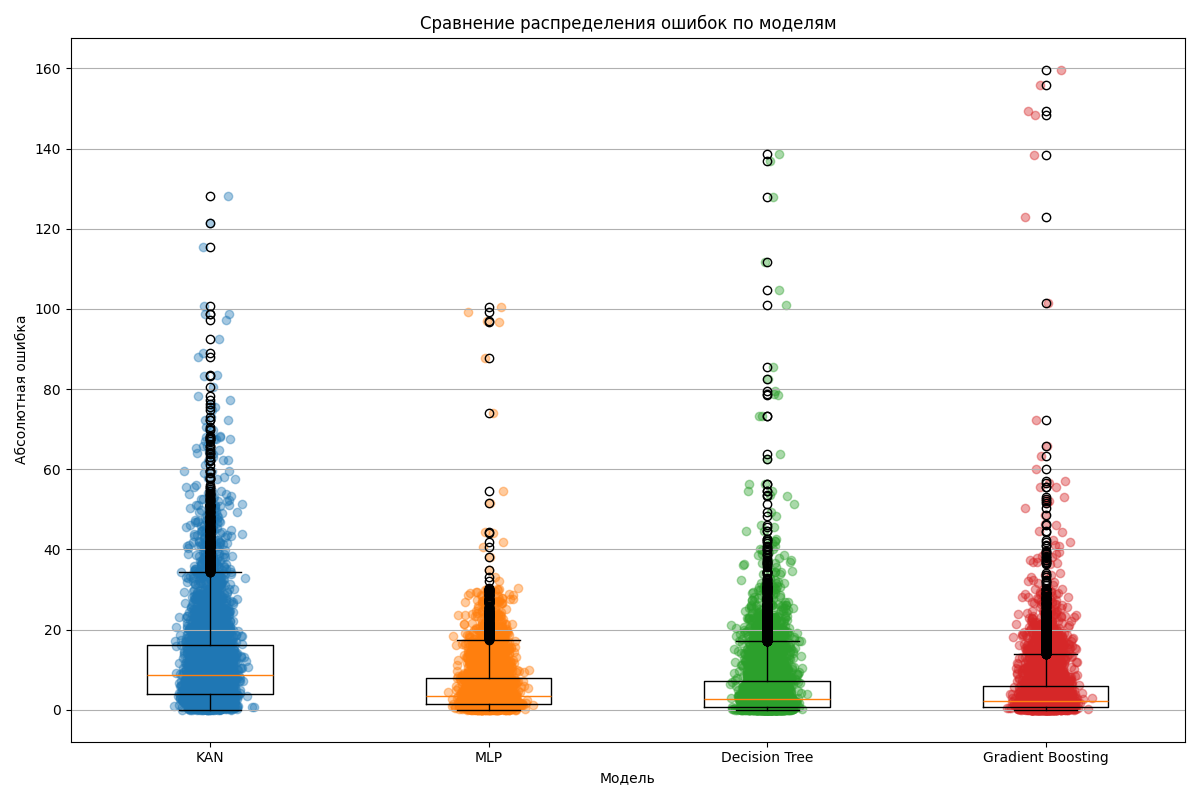 Сравнение распределения ошибок по моделям
Абсолютная ошибка
160
140
120
100
80
60
40
20
0
KAN
MLP
Decision Tree
Gradient Boosting
Модель